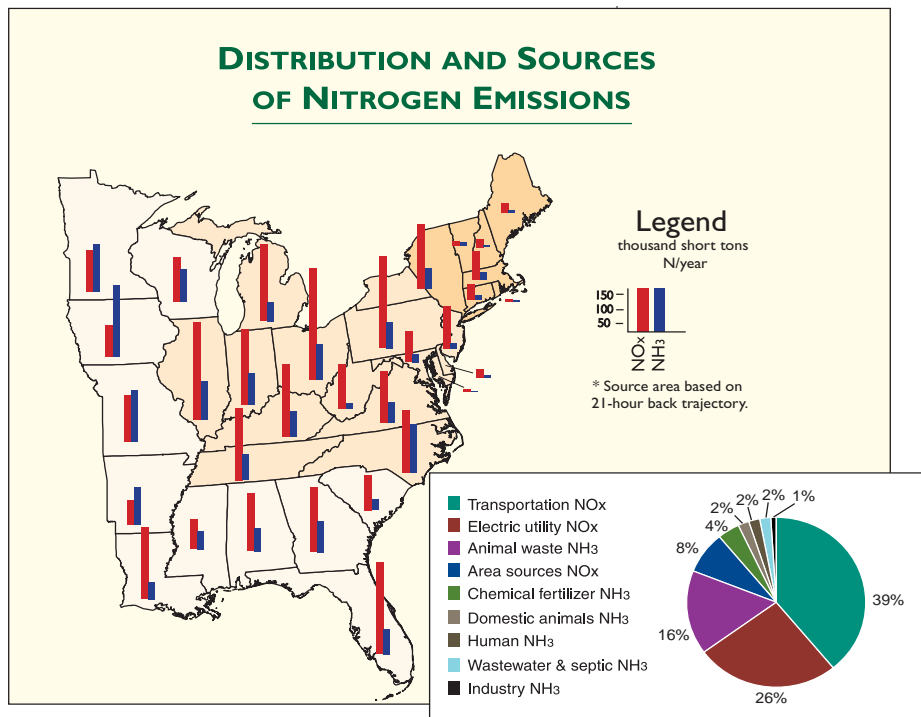 DISTRIBUTION AND SOURCES
OF NITROGEN EMISSIONS
Legend
thousand short tons
N/year
150
100
50
NOx
NH3
* Source area based on
21-hour back trajectory.
Transportation NOx
Electric utility NOx
Animal waste NH3
Area sources NOx
Chemical fertilizer NH3
Domestic animals NH3
Human NH3
Wastewater & septic NH3
Industry NH3
39%
26%
16%
8%
4%
2%
2%
2%
1%